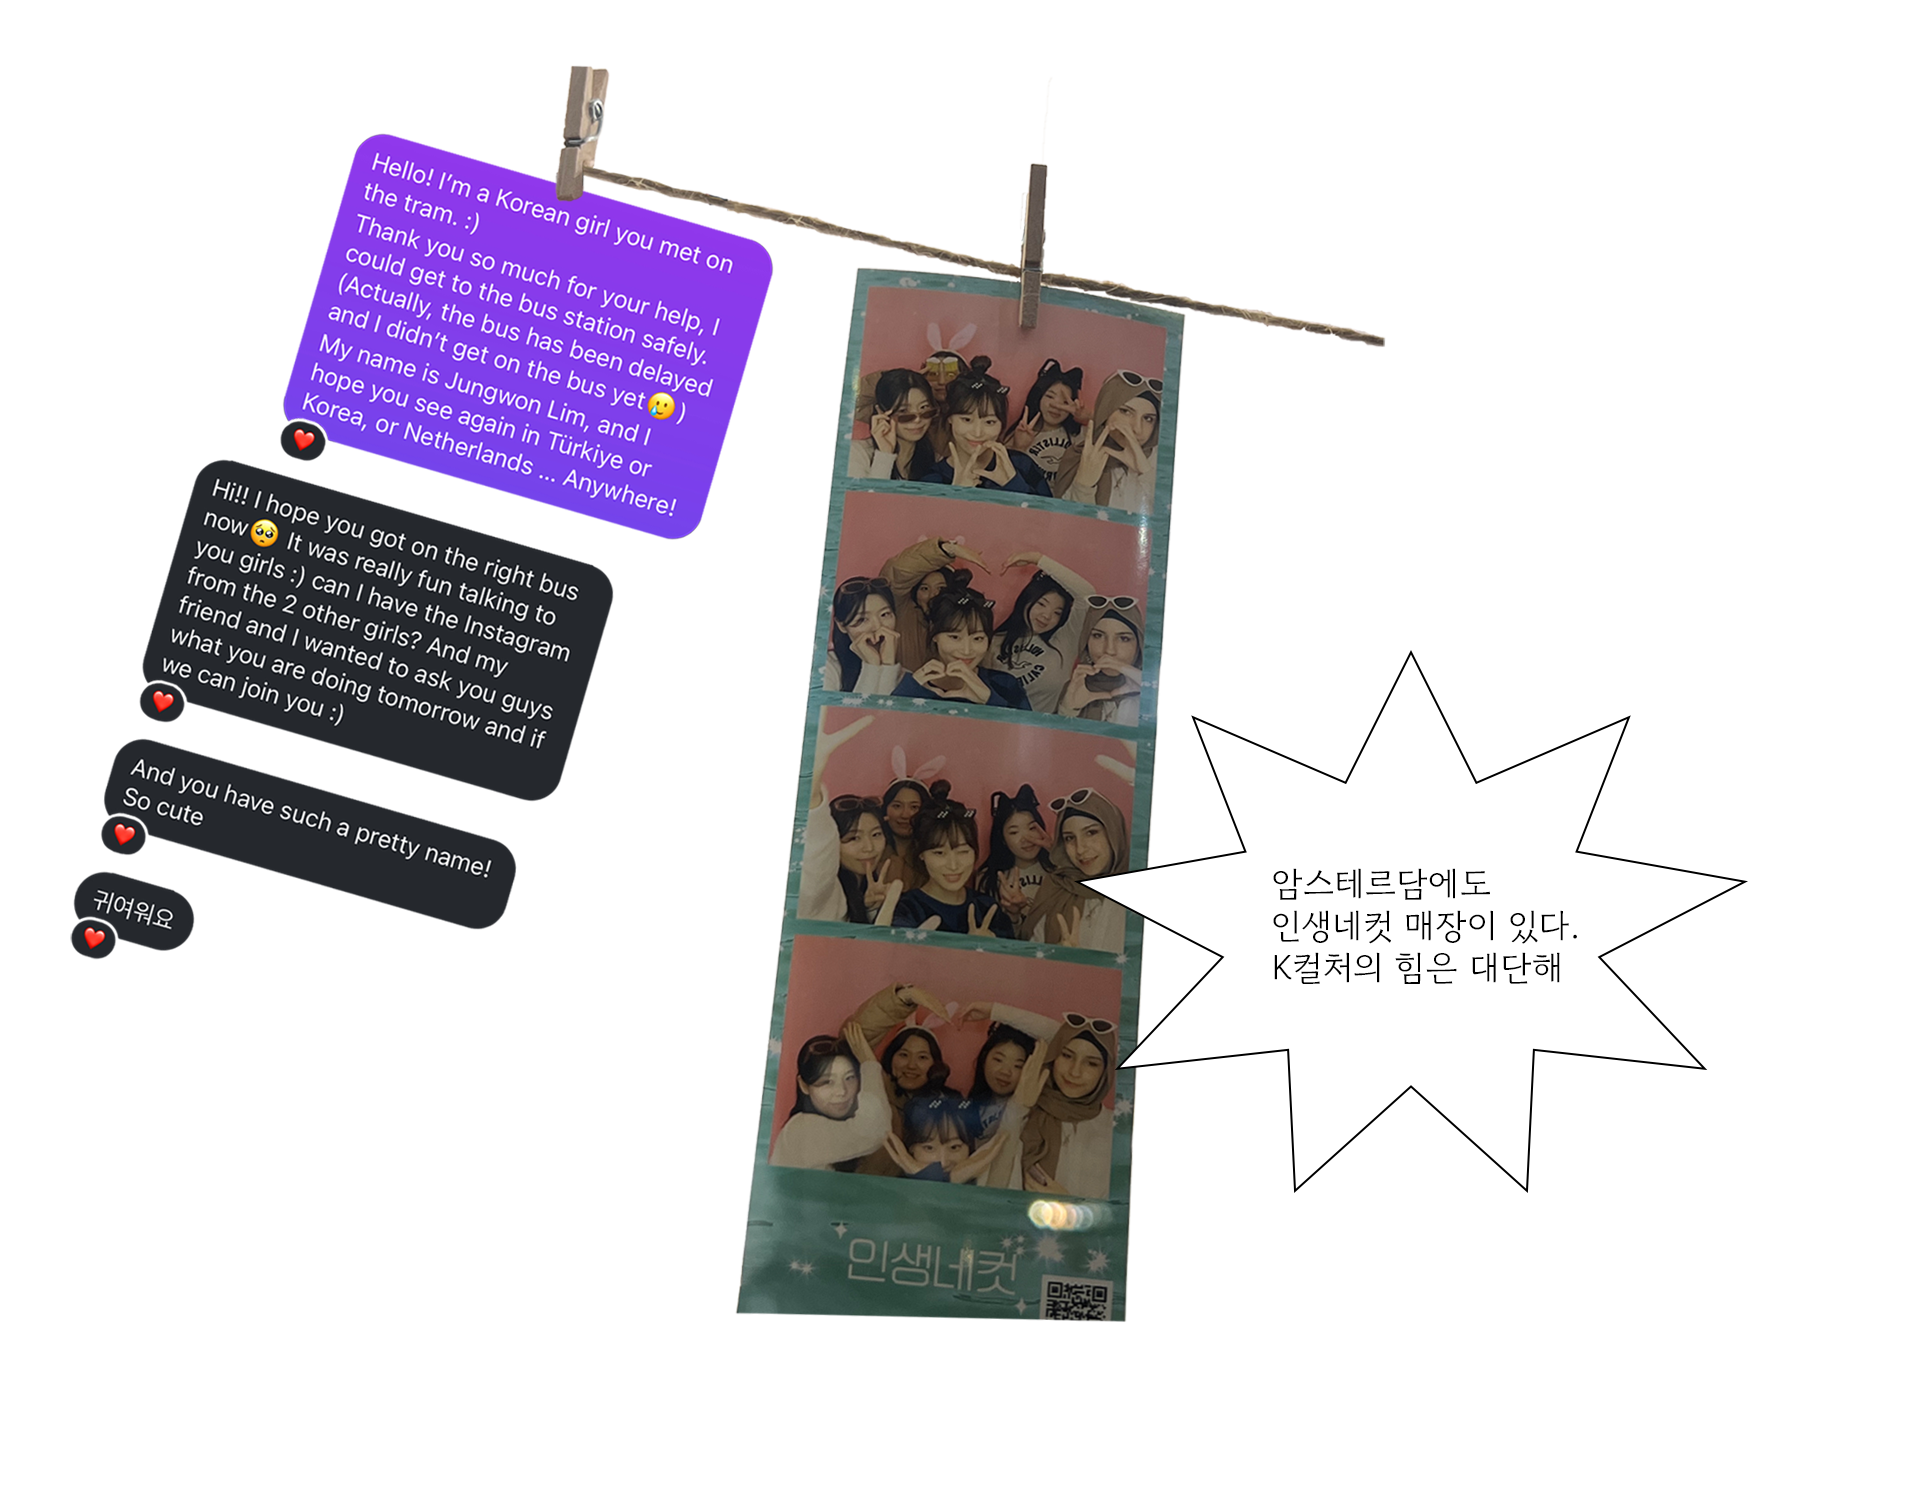 Hello! I'm a Korean girl you met on
the tram. :)
Thank you so much for your help, I
could get to the bus station safely.
(Actually, the bus has been delayed
and I didn't get on the bus yet🥲)
My name is Jungwon Lim, and I
hope you see again in Türkiye or
Korea, or Netherlands ... Anywhere!
Hi!! I hope you got on the right bus
now🥺 It was really fun talking to
you girls :) can I have the Instagram
from the 2 other girls? And my
friend and I wanted to ask you guys
what you are doing tomorrow and if
we can join you :)
And you have such a pretty name!
So cute
귀여워요
인생네컷
암스테르담에도
인생네컷 매장이 있다.
K컬처의 힘은 대단해